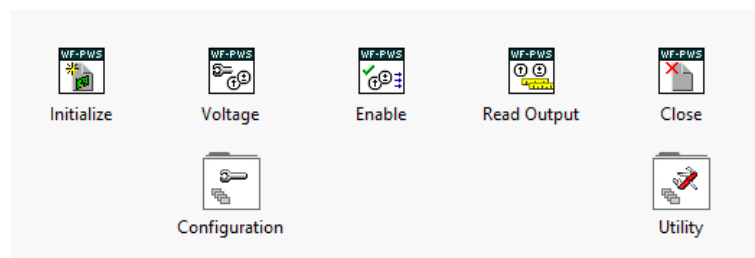 WF-PWS WF-PWS WF-PWS WF-PWS WF-PWS
Initialize Voltage Enable Read Output Close
Configuration Utility